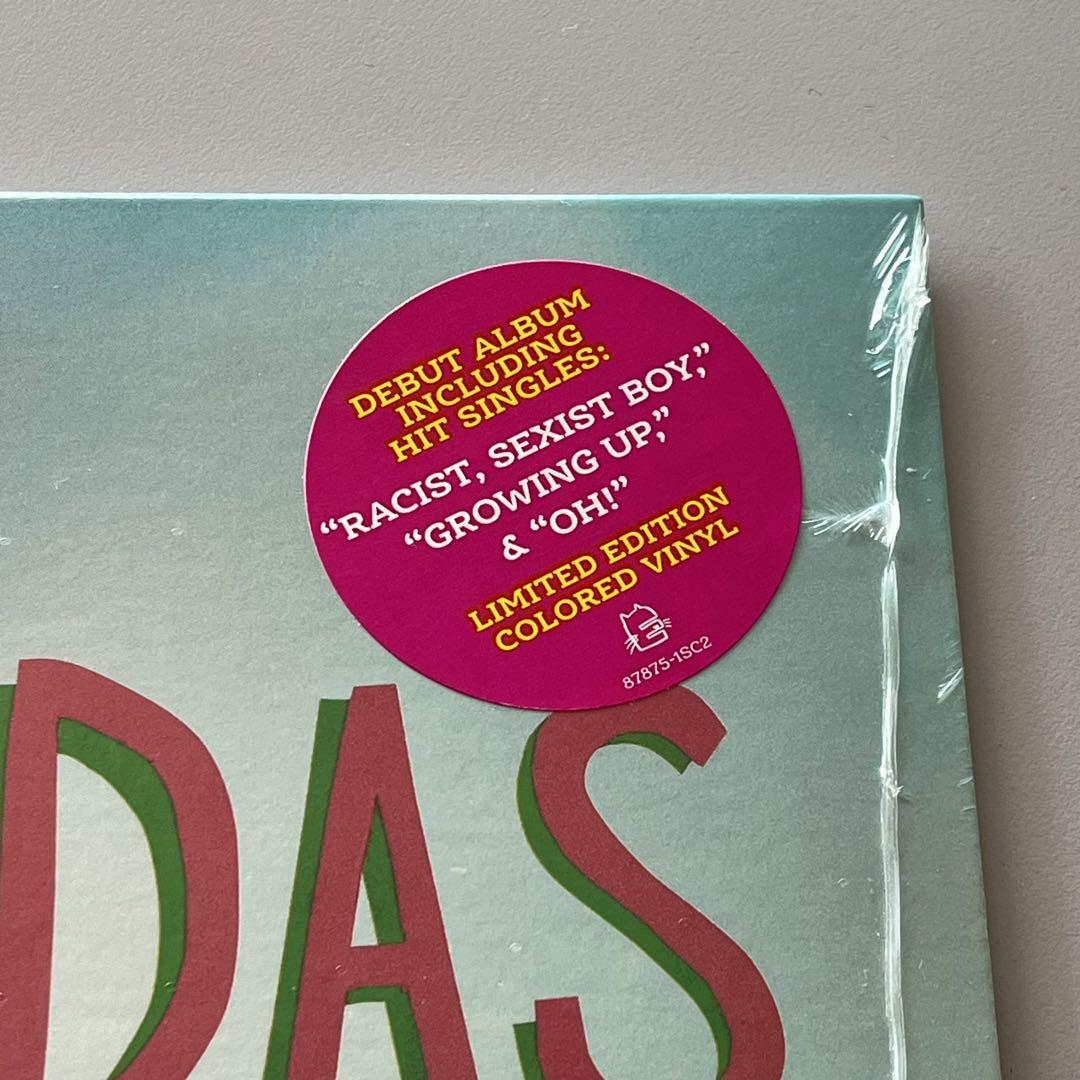 DEBUT ALBUM
INCLUDING
HIT SINGLES:
“RACIST, SEXIST BOY,”
“GROWING UP,”
& “OH!”
LIMITED EDITION
COLORED VINYL
87875-1SC2
DAS